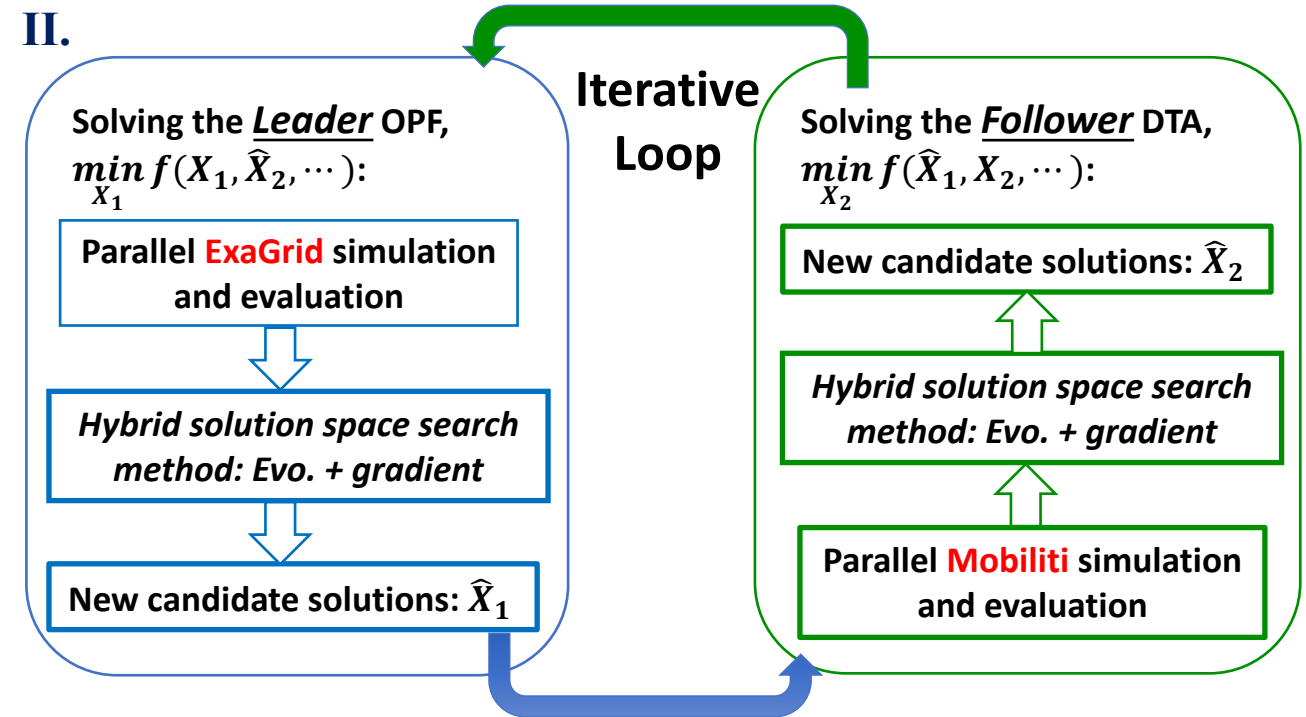 II.
Iterative
Loop
Solving the Leader OPF,
min f(X₁, X̂₂, ⋯):
X₁
Parallel ExaGrid simulation
and evaluation
Hybrid solution space search
method: Evo. + gradient
New candidate solutions: X̂₁
Solving the Follower DTA,
min f(X̂₁, X₂, ⋯):
X₂
New candidate solutions: X̂₂
Hybrid solution space search
method: Evo. + gradient
Parallel Mobiliti simulation
and evaluation